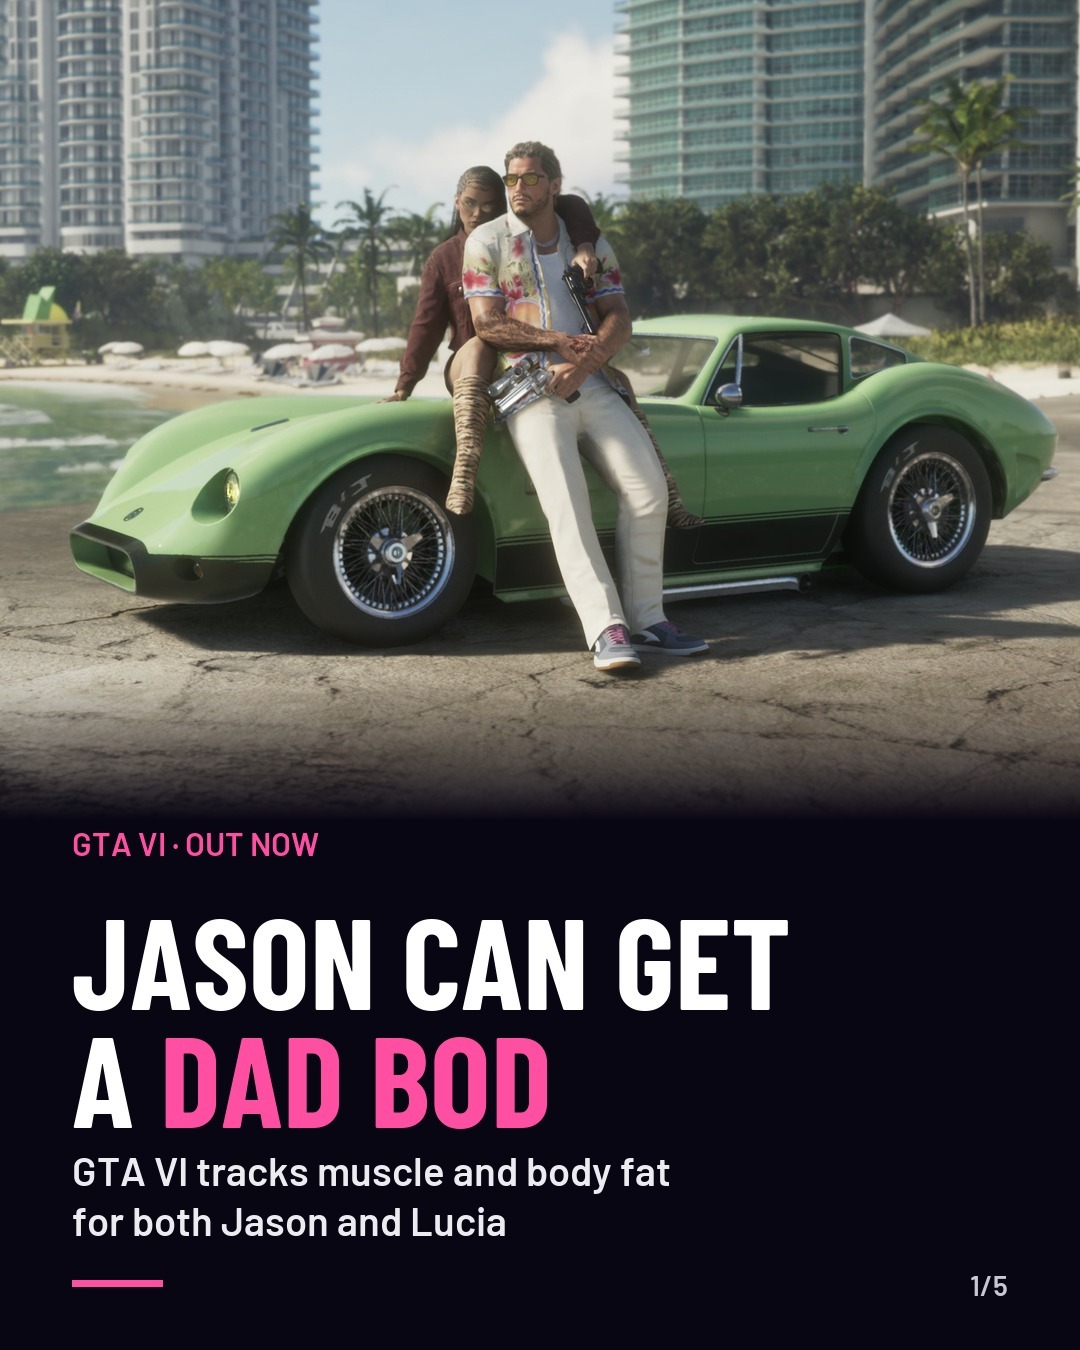 GTA VI · OUT NOW
JASON CAN GET
A DAD BOD
GTA VI tracks muscle and body fat
for both Jason and Lucia
1/5